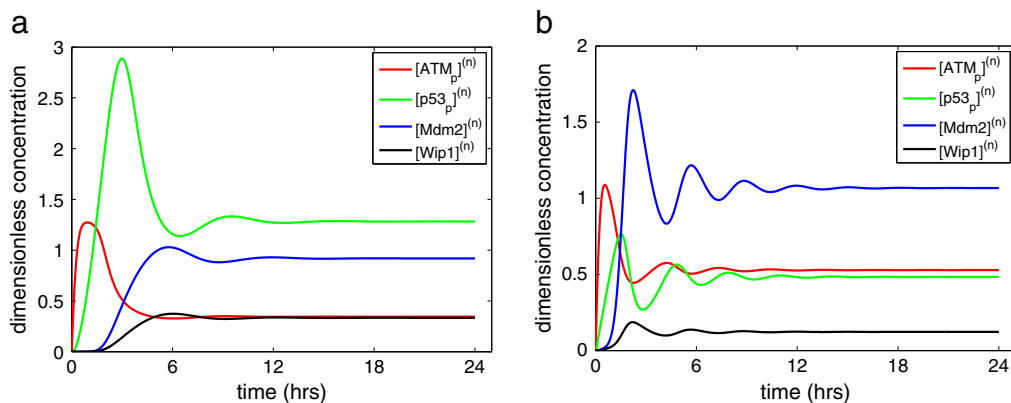 a
3
2.5
2
1.5
1
0.5
0
dimensionless concentration
[ATMp](n)
[p53p](n)
[Mdm2](n)
[Wip1](n)
0 6 12 18 24
time (hrs)
b
2
1.5
1
0.5
0
dimensionless concentration
[ATMp](n)
[p53p](n)
[Mdm2](n)
[Wip1](n)
0 6 12 18 24
time (hrs)